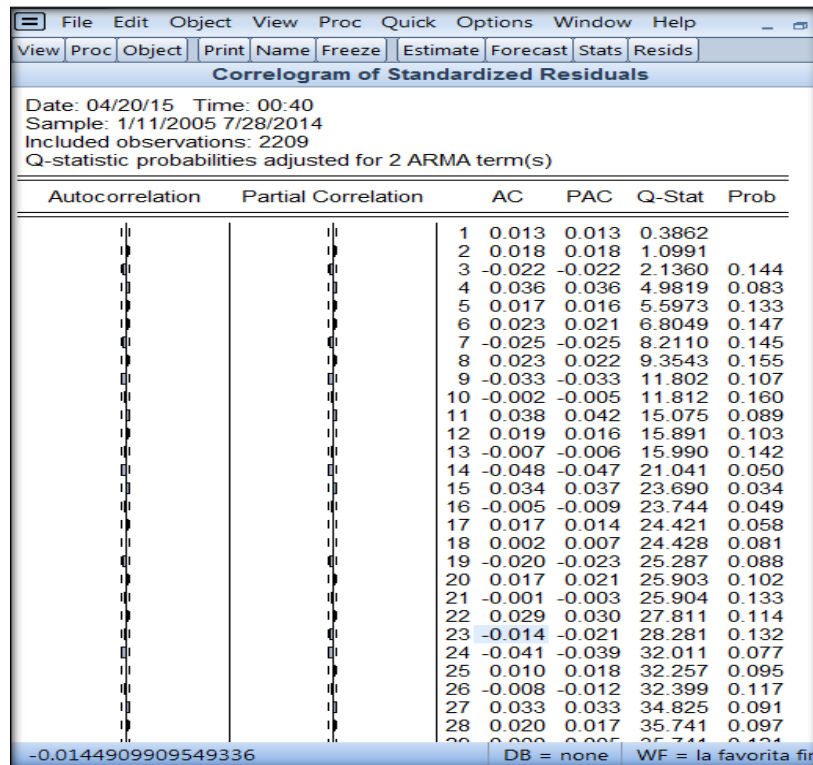 File Edit Object View Proc Quick Options Window Help
View Proc Object Print Name Freeze Estimate Forecast Stats Resids
Correlogram of Standardized Residuals
Date: 04/20/15 Time: 00:40
Sample: 1/11/2005 7/28/2014
Included observations: 2209
Q-statistic probabilities adjusted for 2 ARMA term(s)
Autocorrelation Partial Correlation AC PAC Q-Stat Prob
1 0.013 0.013 0.3862
2 0.018 0.018 1.0991
3 -0.022 -0.022 2.1360 0.144
4 0.036 0.036 4.9819 0.083
5 0.017 0.016 5.5973 0.133
6 0.023 0.021 6.8049 0.147
7 -0.025 -0.025 8.2110 0.145
8 0.023 0.022 9.3543 0.155
9 -0.033 -0.033 11.802 0.107
10 -0.002 -0.005 11.812 0.160
11 0.038 0.042 15.075 0.089
12 0.019 0.016 15.891 0.103
13 -0.007 -0.006 15.990 0.142
14 -0.048 -0.047 21.041 0.050
15 0.034 0.037 23.690 0.034
16 -0.005 -0.009 23.744 0.049
17 0.017 0.014 24.421 0.058
18 0.002 0.007 24.428 0.081
19 -0.020 -0.023 25.287 0.088
20 0.017 0.021 25.903 0.102
21 -0.001 -0.003 25.904 0.133
22 0.029 0.030 27.811 0.114
23 -0.014 -0.021 28.281 0.132
24 -0.041 -0.039 32.011 0.077
25 0.010 0.018 32.257 0.095
26 -0.008 -0.012 32.399 0.117
27 0.033 0.033 34.825 0.091
28 0.020 0.017 35.741 0.097
-0.0144909909549336 DB = none WF = la favorita fir